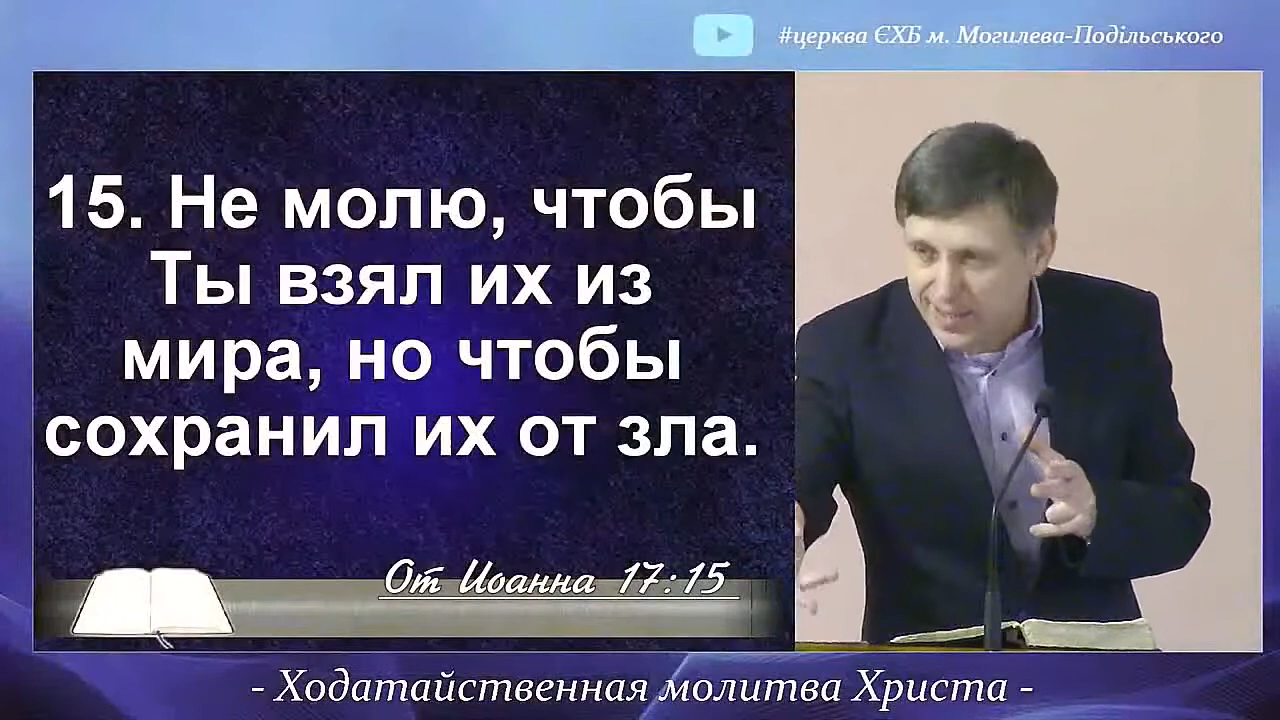 #церква ЄХБ м. Могилева-Подільського
15. Не молю, чтобы
Ты взял их из
мира, но чтобы
сохранил их от зла.
От Иоанна 17:15
- Ходатайственная молитва Христа -